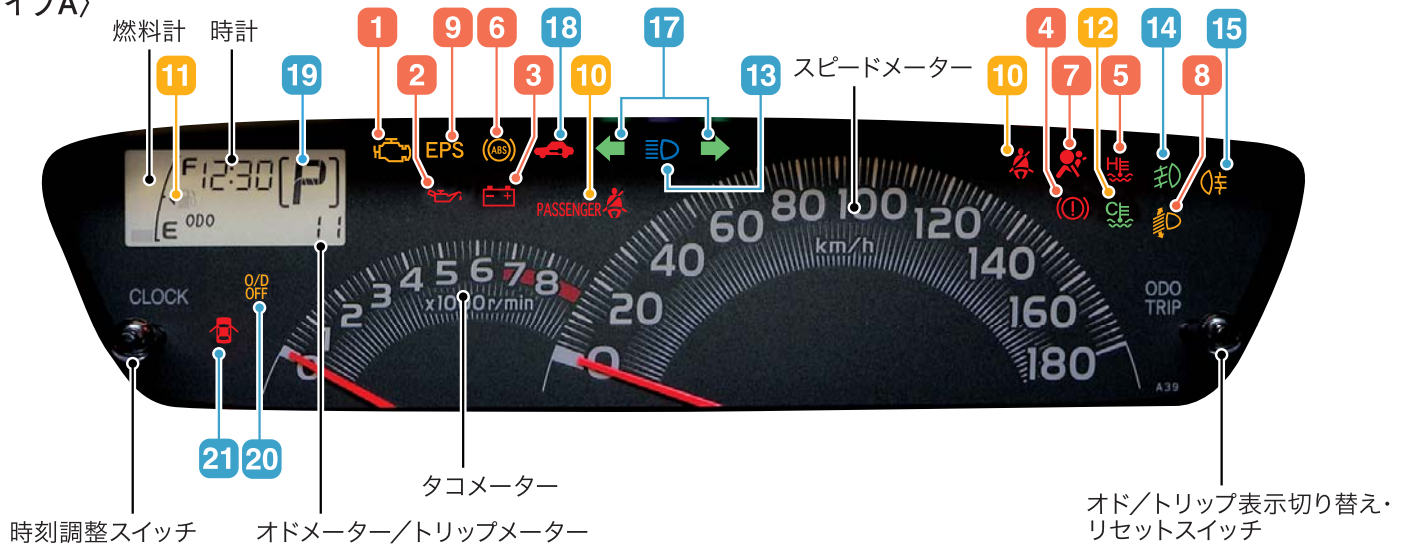 イプA〉
燃料計 時計
1 9 6 18 17 4 12 14 15
11 19 2 3 10 13 スピードメーター 10 7 5 8
F 12:30 [P]
E ODO 11
EPS ABS
PASSENGER
H
C
CLOCK
O/D
OFF
0 1 2 3 4 5 6 7 8
r/min
0 20 40 60 80 100 120 140 160 180
km/h
ODO
TRIP
A39
21 20
タコメーター
時刻調整スイッチ オドメーター/トリップメーター
オド/トリップ表示切り替え・
リセットスイッチ